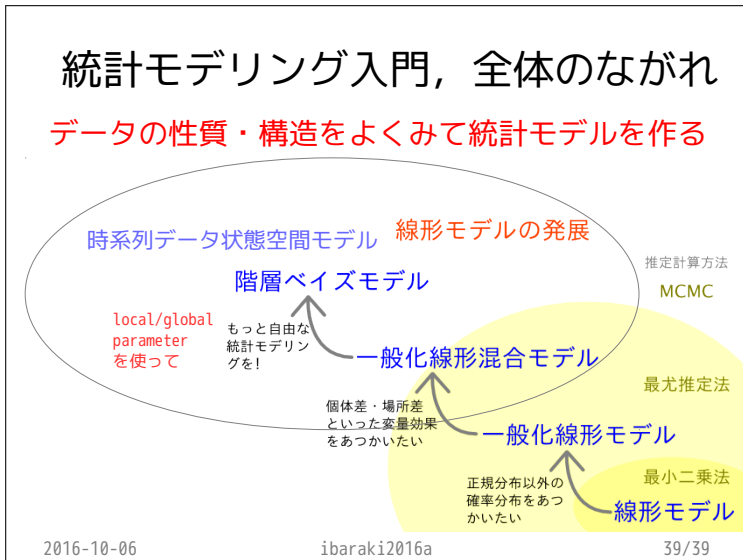 統計モデリング入門，全体のながれ
データの性質・構造をよくみて統計モデルを作る
時系列データ状態空間モデル
線形モデルの発展
階層ベイズモデル
推定計算方法
MCMC
local/global
parameter
を使って
もっと自由な
統計モデリン
グを!
一般化線形混合モデル
最尤推定法
個体差・場所差
といった変量効果
をあつかいたい
一般化線形モデル
最小二乗法
正規分布以外の
確率分布をあつ
かいたい
線形モデル
2016-10-06
ibaraki2016a
39/39